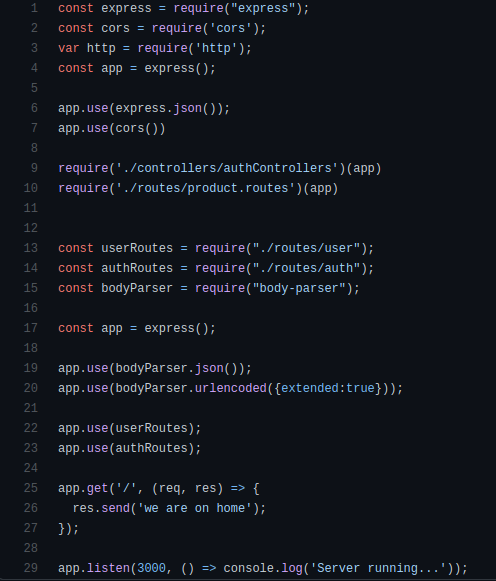 1 const express = require("express");
2 const cors = require('cors');
3 var http = require('http');
4 const app = express();
5
6 app.use(express.json());
7 app.use(cors())
8
9 require('./controllers/authControllers')(app)
10 require('./routes/product.routes')(app)
11
12
13 const userRoutes = require("./routes/user");
14 const authRoutes = require("./routes/auth");
15 const bodyParser = require("body-parser");
16
17 const app = express();
18
19 app.use(bodyParser.json());
20 app.use(bodyParser.urlencoded({extended:true}));
21
22 app.use(userRoutes);
23 app.use(authRoutes);
24
25 app.get('/', (req, res) => {
26   res.send('we are on home');
27 });
28
29 app.listen(3000, () => console.log('Server running...'));